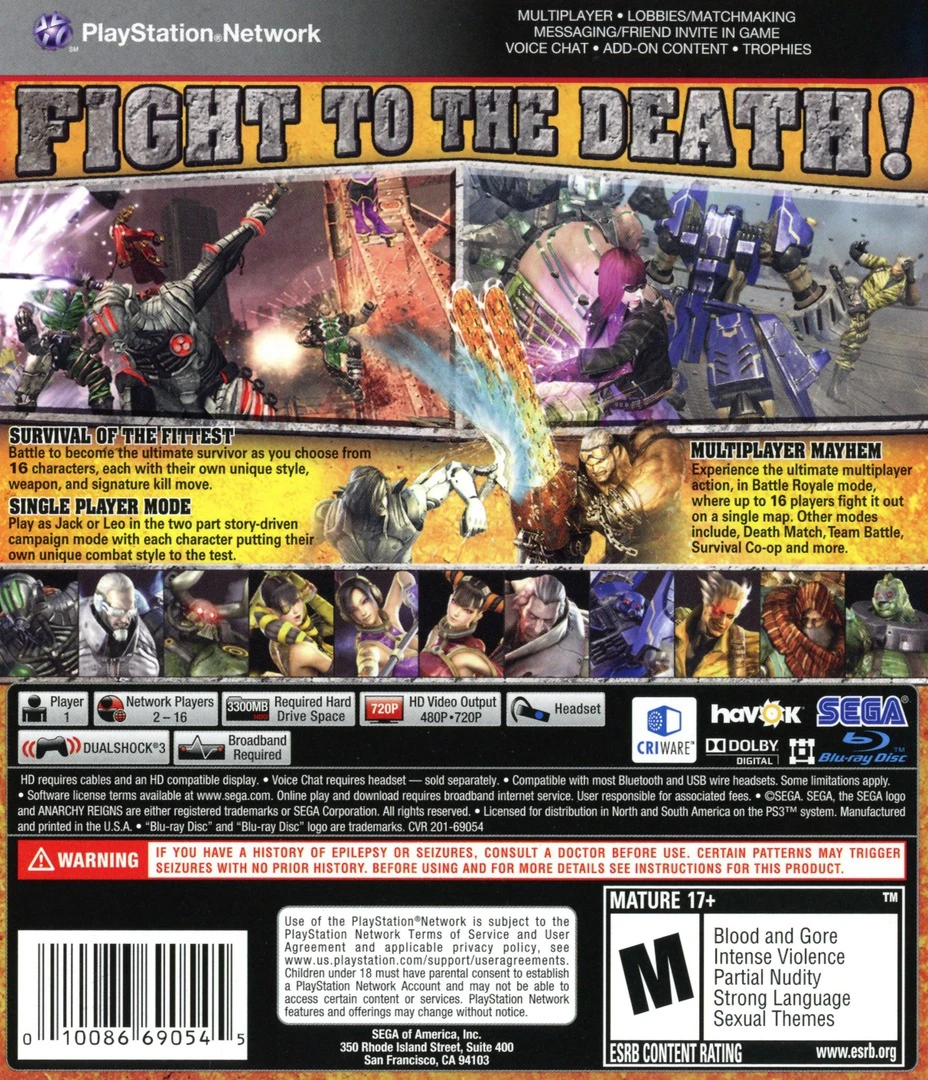 PlayStation®Network
SM
MULTIPLAYER • LOBBIES/MATCHMAKING
MESSAGING/FRIEND INVITE IN GAME
VOICE CHAT • ADD-ON CONTENT • TROPHIES
FIGHT TO THE DEATH!
SURVIVAL OF THE FITTEST
Battle to become the ultimate survivor as you choose from
16 characters, each with their own unique style,
weapon, and signature kill move.
SINGLE PLAYER MODE
Play as Jack or Leo in the two part story-driven
campaign mode with each character putting their
own unique combat style to the test.
MULTIPLAYER MAYHEM
Experience the ultimate multiplayer
action, in Battle Royale mode,
where up to 16 players fight it out
on a single map. Other modes
include, Death Match, Team Battle,
Survival Co-op and more.
Player
1
Network Players
2 – 16
3300MB
HDD
Required Hard
Drive Space
720P
HD Video Output
480P • 720P
Headset
DUALSHOCK®3
Broadband
Required
CRIWARE™
havok
SEGA®
DOLBY
DIGITAL
Blu-ray Disc™
HD requires cables and an HD compatible display. • Voice Chat requires headset — sold separately. • Compatible with most Bluetooth and USB wire headsets. Some limitations apply.
• Software license terms available at www.sega.com. Online play and download requires broadband internet service. User responsible for associated fees. • ©SEGA. SEGA, the SEGA logo
and ANARCHY REIGNS are either registered trademarks or SEGA Corporation. All rights reserved. • Licensed for distribution in North and South America on the PS3™ system. Manufactured
and printed in the U.S.A. • “Blu-ray Disc” and “Blu-ray Disc” logo are trademarks. CVR 201-69054
WARNING
IF YOU HAVE A HISTORY OF EPILEPSY OR SEIZURES, CONSULT A DOCTOR BEFORE USE. CERTAIN PATTERNS MAY TRIGGER
SEIZURES WITH NO PRIOR HISTORY. BEFORE USING AND FOR MORE DETAILS SEE INSTRUCTIONS FOR THIS PRODUCT.
Use of the PlayStation®Network is subject to the
PlayStation Network Terms of Service and User
Agreement and applicable privacy policy, see
www.us.playstation.com/support/useragreements.
Children under 18 must have parental consent to establish
a PlayStation Network Account and may not be able to
access certain content or services. PlayStation Network
features and offerings may change without notice.
SEGA of America, Inc.
350 Rhode Island Street, Suite 400
San Francisco, CA 94103
0 10086 69054 5
MATURE 17+ ™
M
Blood and Gore
Intense Violence
Partial Nudity
Strong Language
Sexual Themes
ESRB CONTENT RATING www.esrb.org